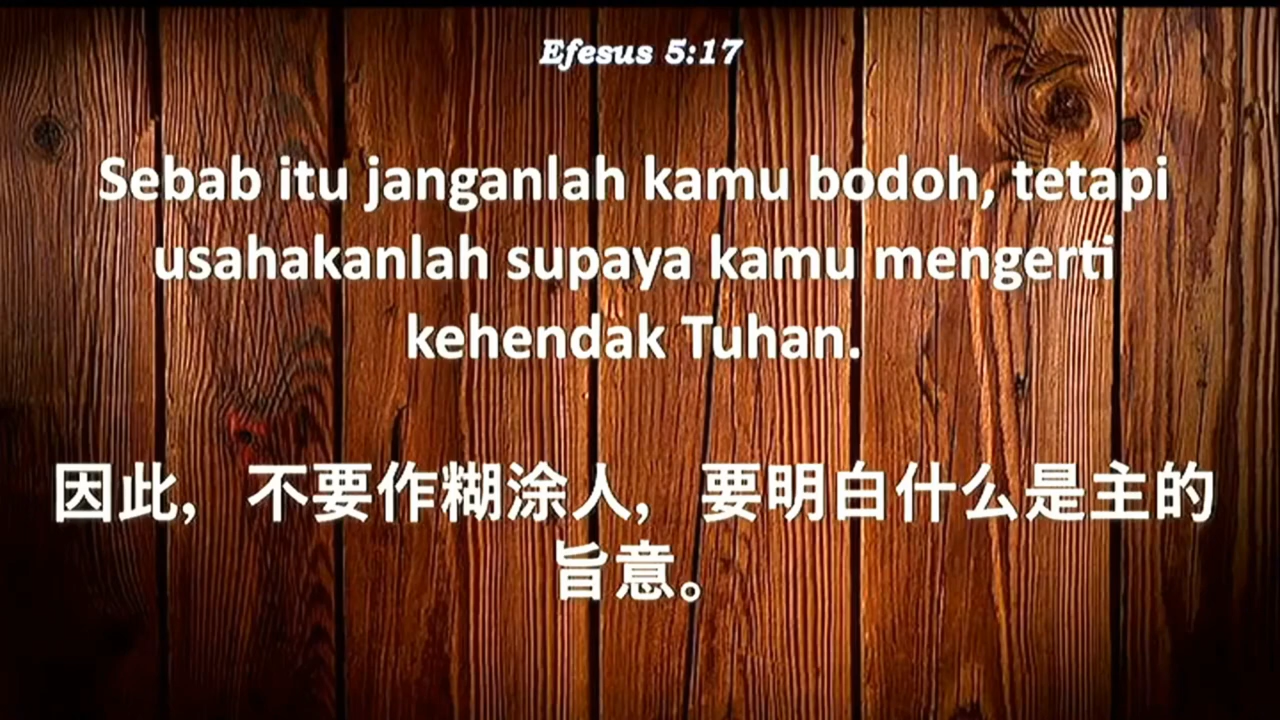 Efesus 5:17
Sebab itu janganlah kamu bodoh, tetapi
usahakanlah supaya kamu mengerti
kehendak Tuhan.
因此，不要作糊涂人，要明白什么是主的
旨意。